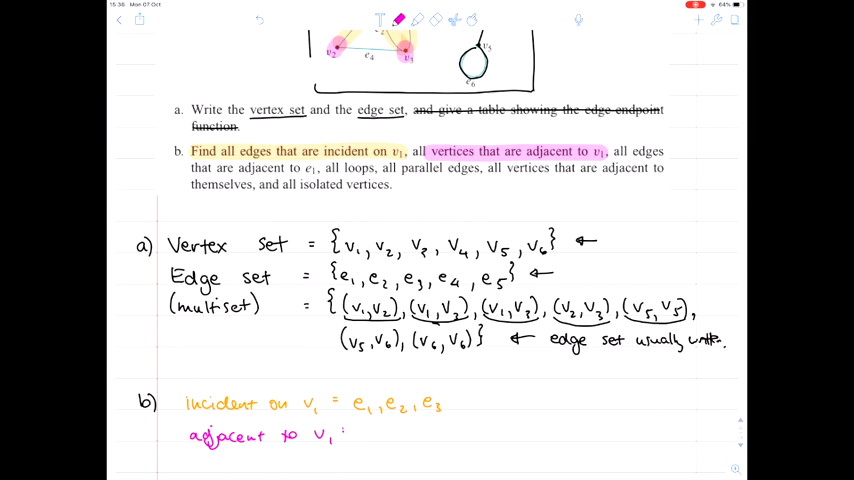 15:36 Mon 07 Oct
64%
e2
v2
e4
v3
v5
e6
a. Write the vertex set and the edge set, and give a table showing the edge endpoint
function.
b. Find all edges that are incident on v1, all vertices that are adjacent to v1, all edges
that are adjacent to e1, all loops, all parallel edges, all vertices that are adjacent to
themselves, and all isolated vertices.
a) Vertex set = {v1, v2, v3, v4, v5, v6} ←
Edge set = {e1, e2, e3, e4, e5} ←
(multiset) = {(v1,v2), (v1,v3), (v1,v3), (v2,v3), (v5,v5),
(v5,v6), (v6,v6)} ← edge set usually written.
b) incident on v1 = e1, e2, e3
adjacent to v1 :